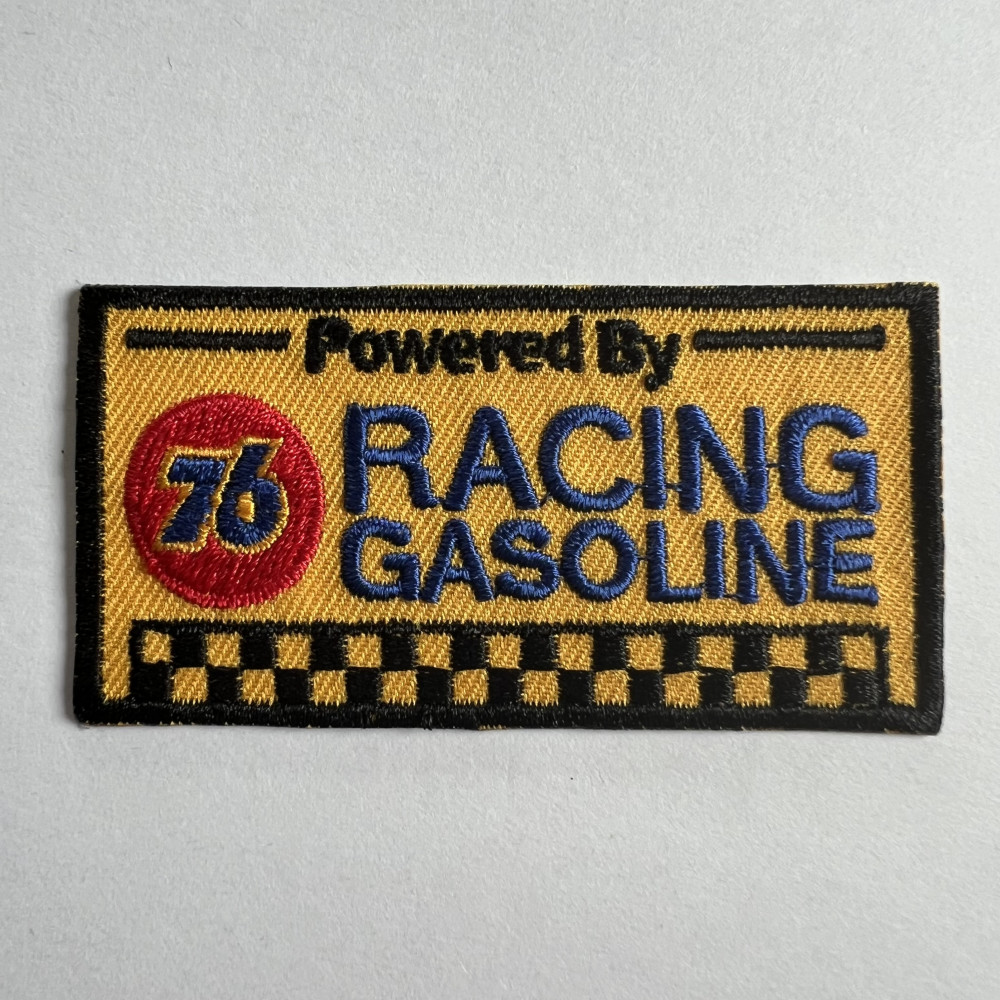 Powered By
76
RACING
GASOLINE